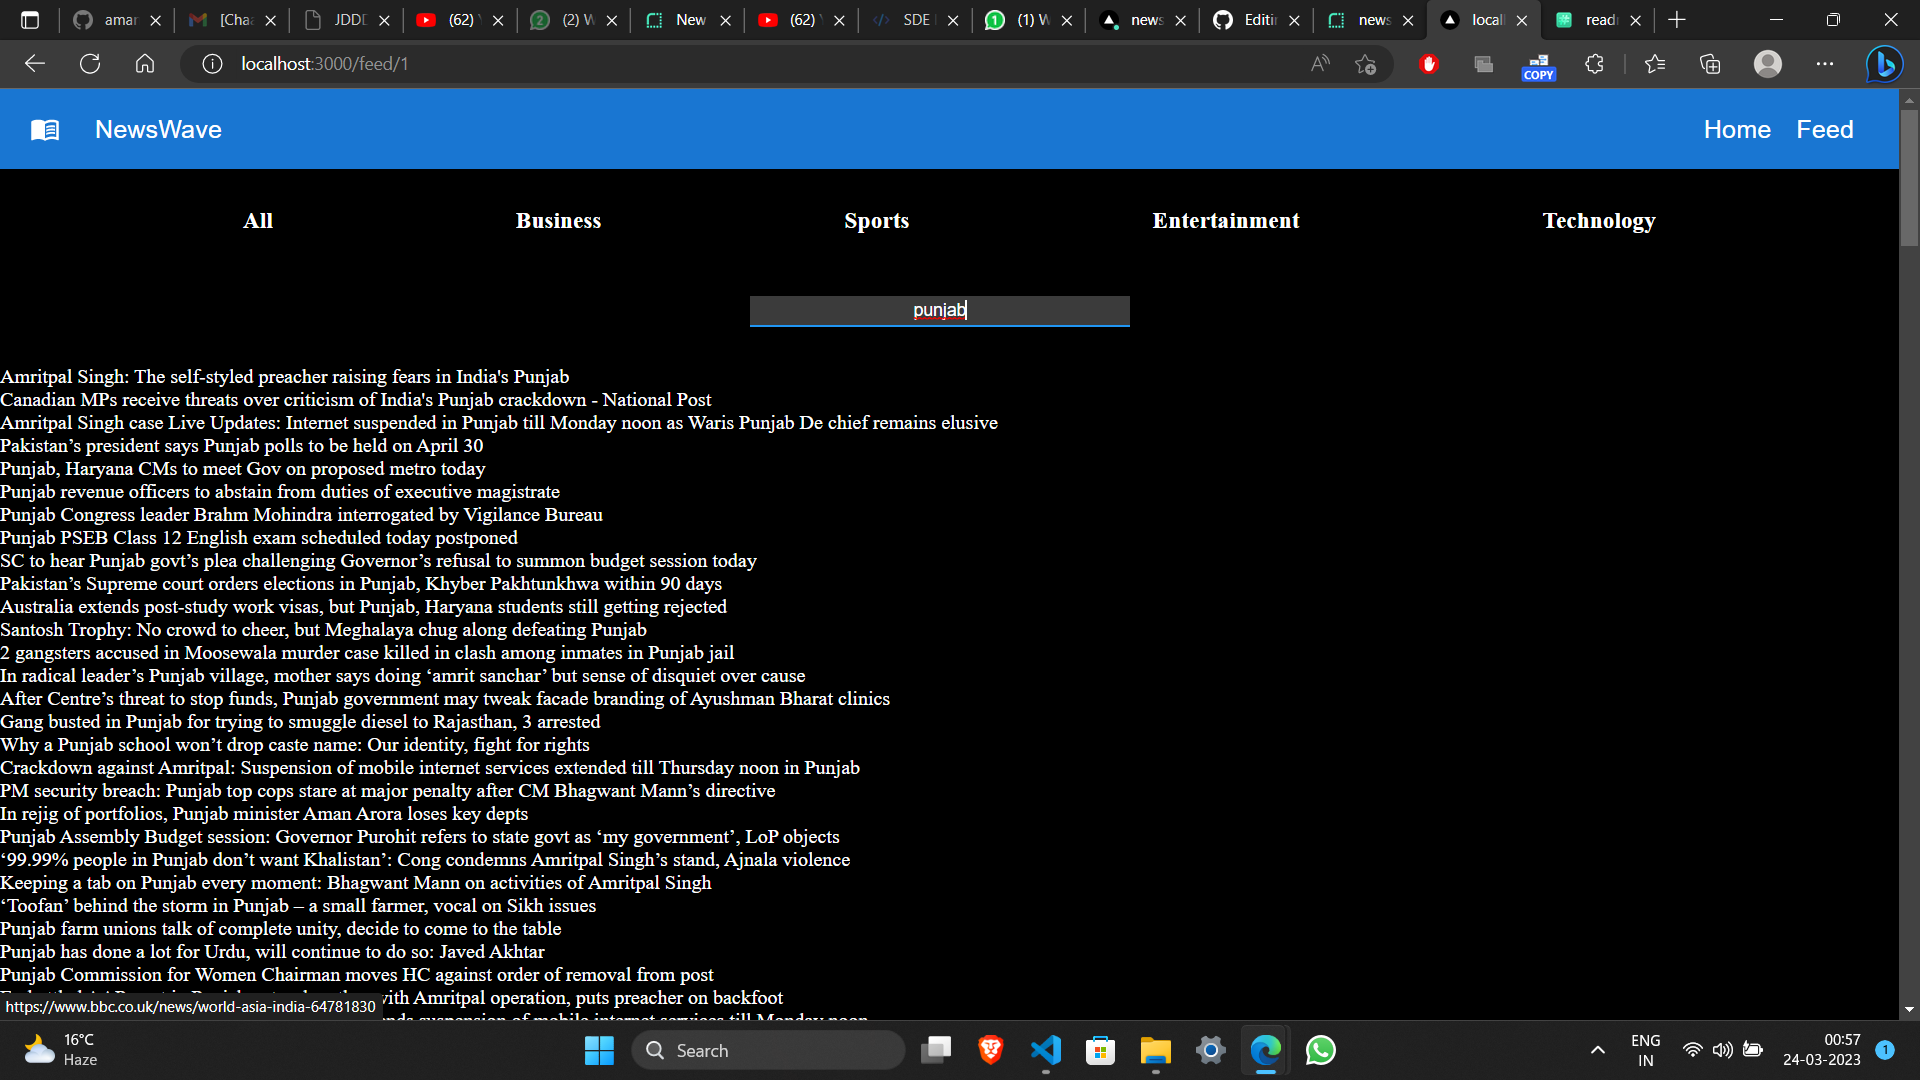 amar
[Chaa
JDDD
(62)
(2) W
New
(62)
SDE
(1) W
news
Editin
news
locall
read
localhost:3000/feed/1
COPY
NewsWave
Home Feed
All Business Sports Entertainment Technology
punjab
Amritpal Singh: The self-styled preacher raising fears in India's Punjab
Canadian MPs receive threats over criticism of India's Punjab crackdown - National Post
Amritpal Singh case Live Updates: Internet suspended in Punjab till Monday noon as Waris Punjab De chief remains elusive
Pakistan’s president says Punjab polls to be held on April 30
Punjab, Haryana CMs to meet Gov on proposed metro today
Punjab revenue officers to abstain from duties of executive magistrate
Punjab Congress leader Brahm Mohindra interrogated by Vigilance Bureau
Punjab PSEB Class 12 English exam scheduled today postponed
SC to hear Punjab govt’s plea challenging Governor’s refusal to summon budget session today
Pakistan’s Supreme court orders elections in Punjab, Khyber Pakhtunkhwa within 90 days
Australia extends post-study work visas, but Punjab, Haryana students still getting rejected
Santosh Trophy: No crowd to cheer, but Meghalaya chug along defeating Punjab
2 gangsters accused in Moosewala murder case killed in clash among inmates in Punjab jail
In radical leader’s Punjab village, mother says doing ‘amrit sanchar’ but sense of disquiet over cause
After Centre’s threat to stop funds, Punjab government may tweak facade branding of Ayushman Bharat clinics
Gang busted in Punjab for trying to smuggle diesel to Rajasthan, 3 arrested
Why a Punjab school won’t drop caste name: Our identity, fight for rights
Crackdown against Amritpal: Suspension of mobile internet services extended till Thursday noon in Punjab
PM security breach: Punjab top cops stare at major penalty after CM Bhagwant Mann’s directive
In rejig of portfolios, Punjab minister Aman Arora loses key depts
Punjab Assembly Budget session: Governor Purohit refers to state govt as ‘my government’, LoP objects
‘99.99% people in Punjab don’t want Khalistan’: Cong condemns Amritpal Singh’s stand, Ajnala violence
Keeping a tab on Punjab every moment: Bhagwant Mann on activities of Amritpal Singh
‘Toofan’ behind the storm in Punjab – a small farmer, vocal on Sikh issues
Punjab farm unions talk of complete unity, decide to come to the table
Punjab has done a lot for Urdu, will continue to do so: Javed Akhtar
Punjab Commission for Women Chairman moves HC against order of removal from post
with Amritpal operation, puts preacher on backfoot
https://www.bbc.co.uk/news/world-asia-india-64781830
suspension of mobile internet services till Monday noon
16°C
Haze
Search
ENG
IN
00:57
24-03-2023
1